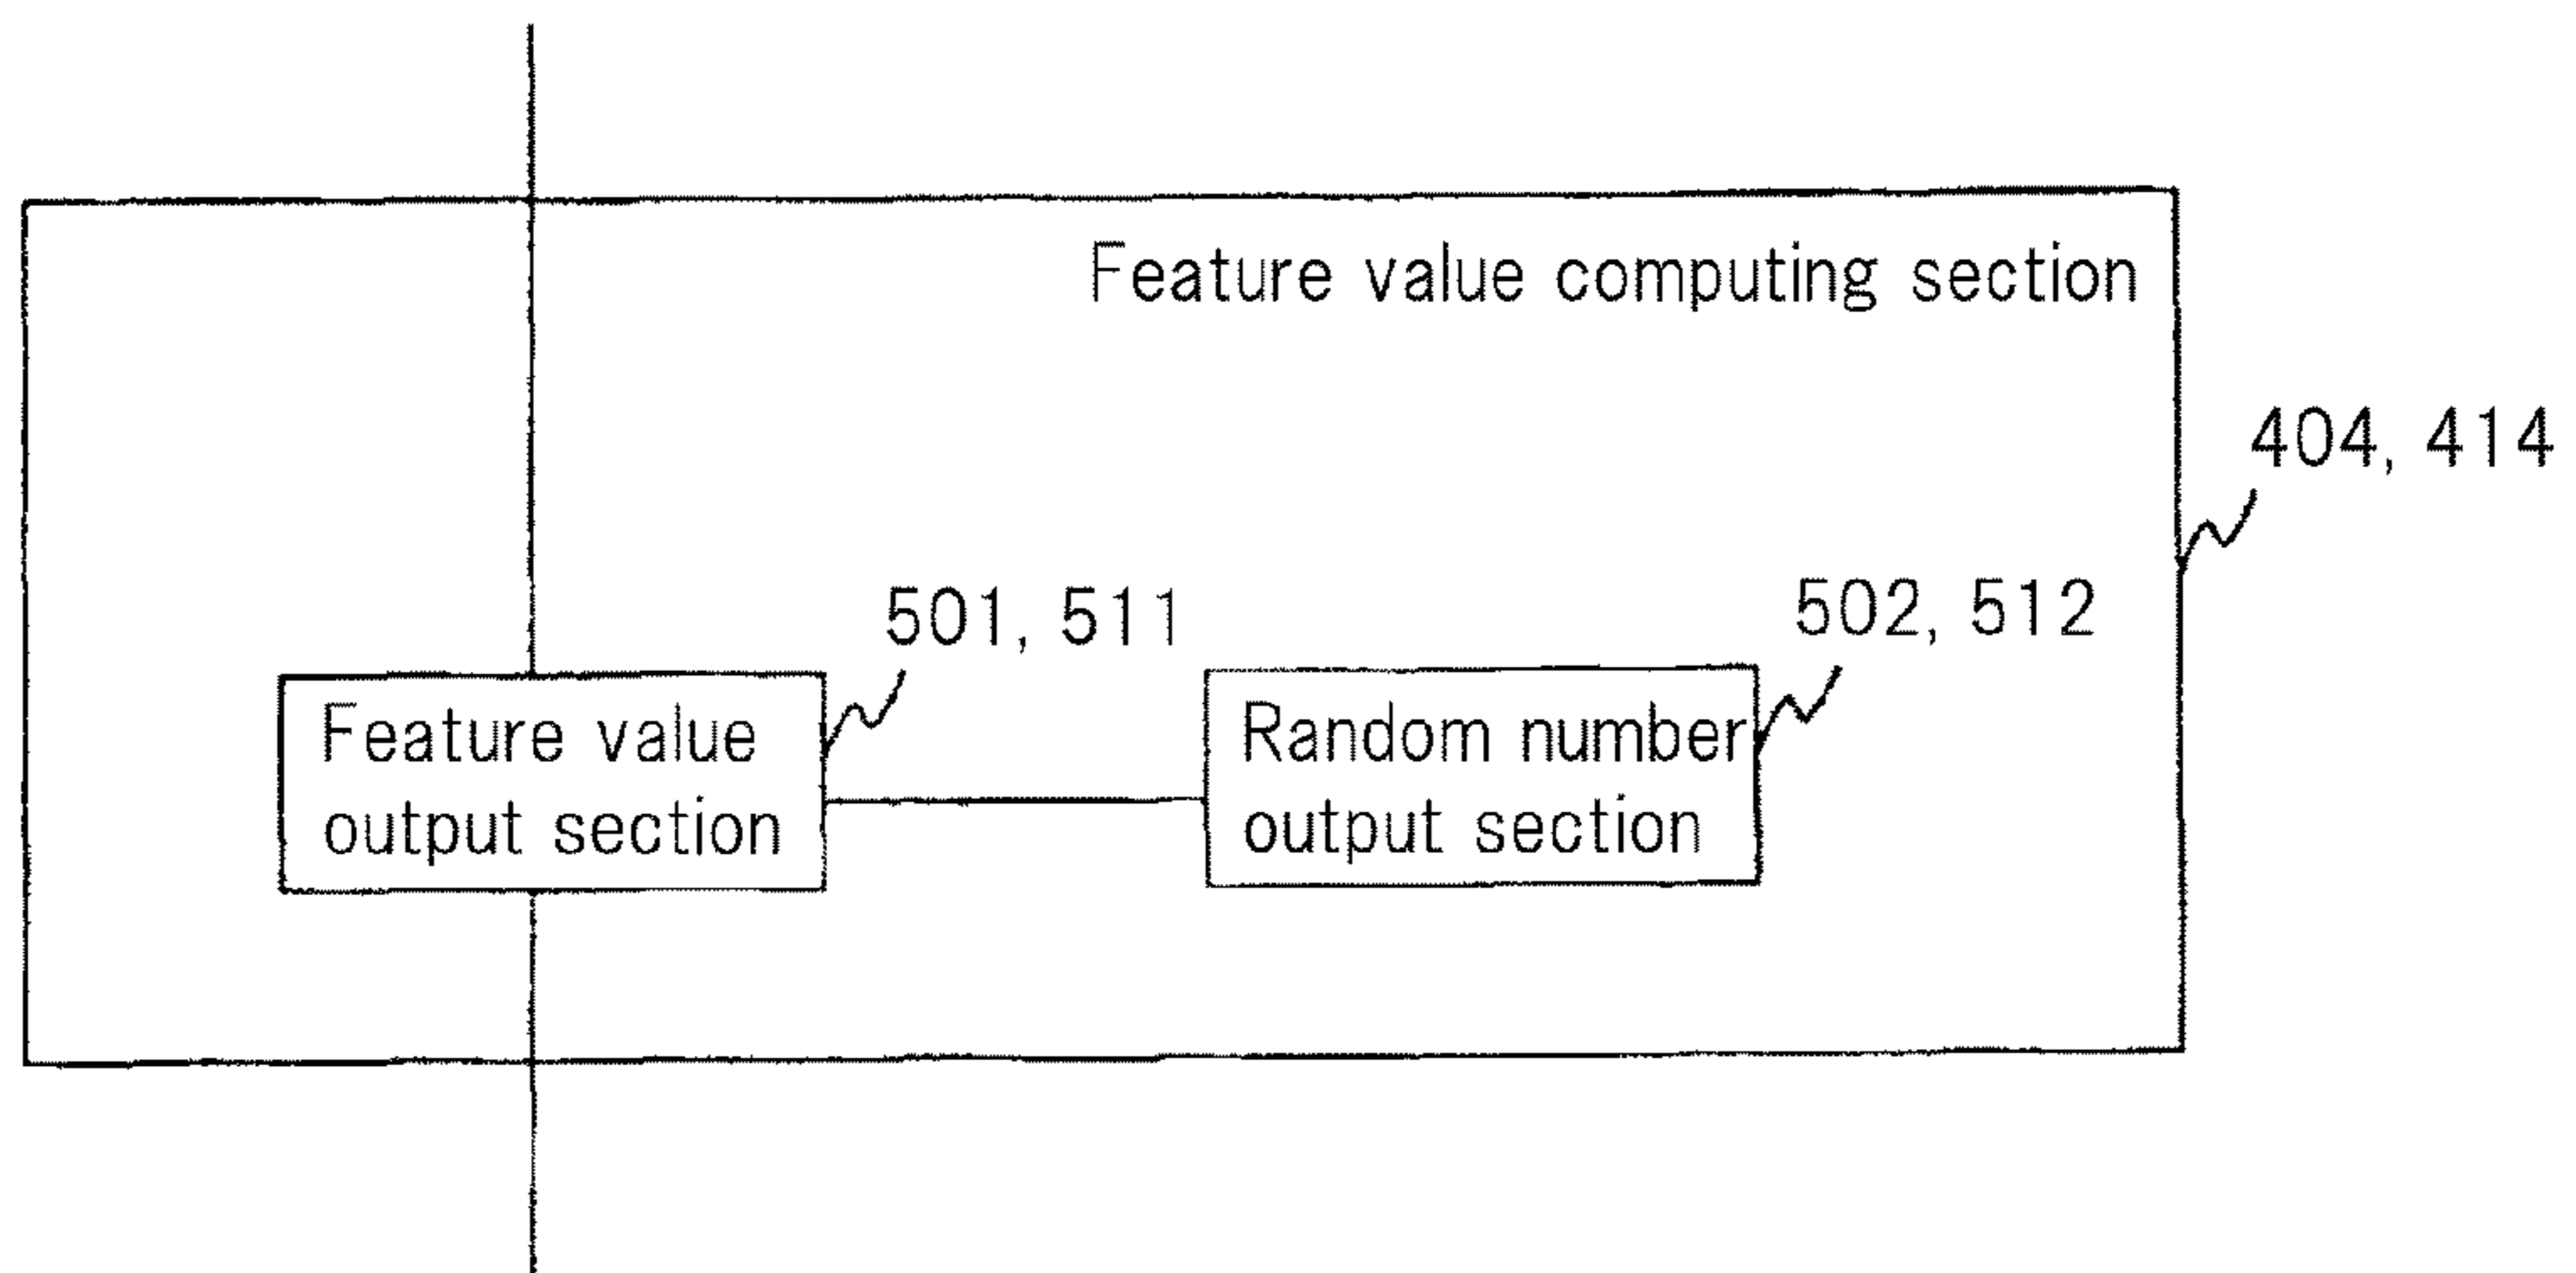 Feature value computing section
404, 414
501, 511
502, 512
Feature value
output section
Random number
output section